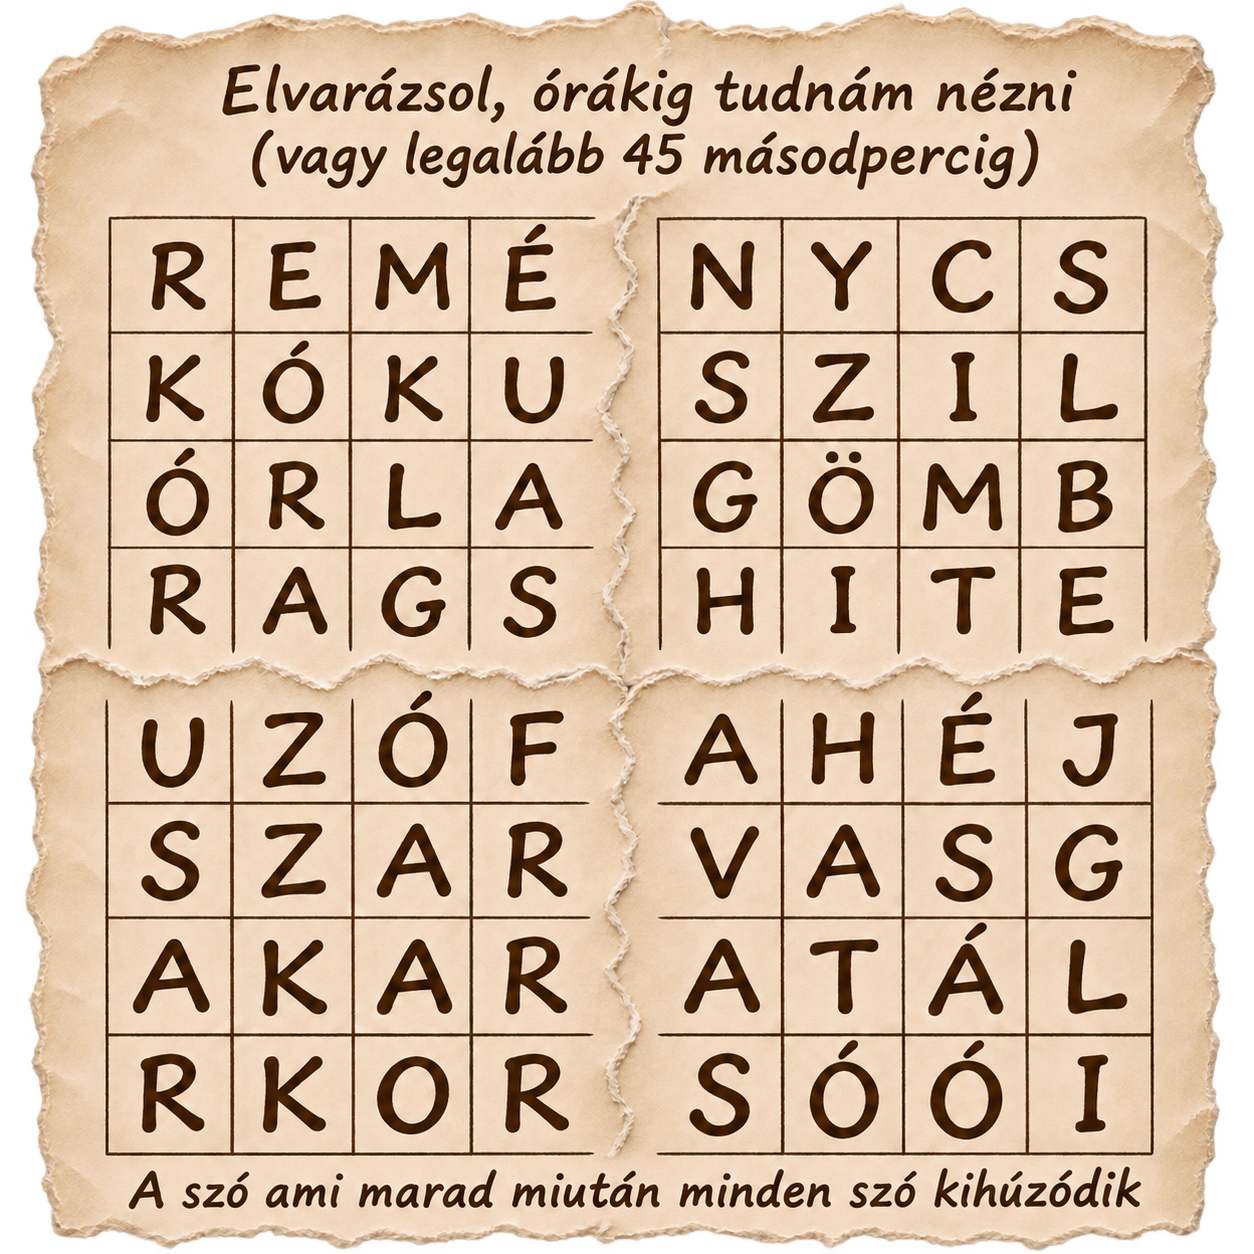 Elvarázsol, órákig tudnám nézni
(vagy legalább 45 másodpercig)
R E M É N Y C S
K Ó K U S Z I L
Ó R L A G Ö M B
R A G S H I T E
U Z Ó F A H É J
S Z A R V A S G
A K A R A T Á L
R K O R S Ó Ó I
A szó ami marad miután minden szó kihúzódik